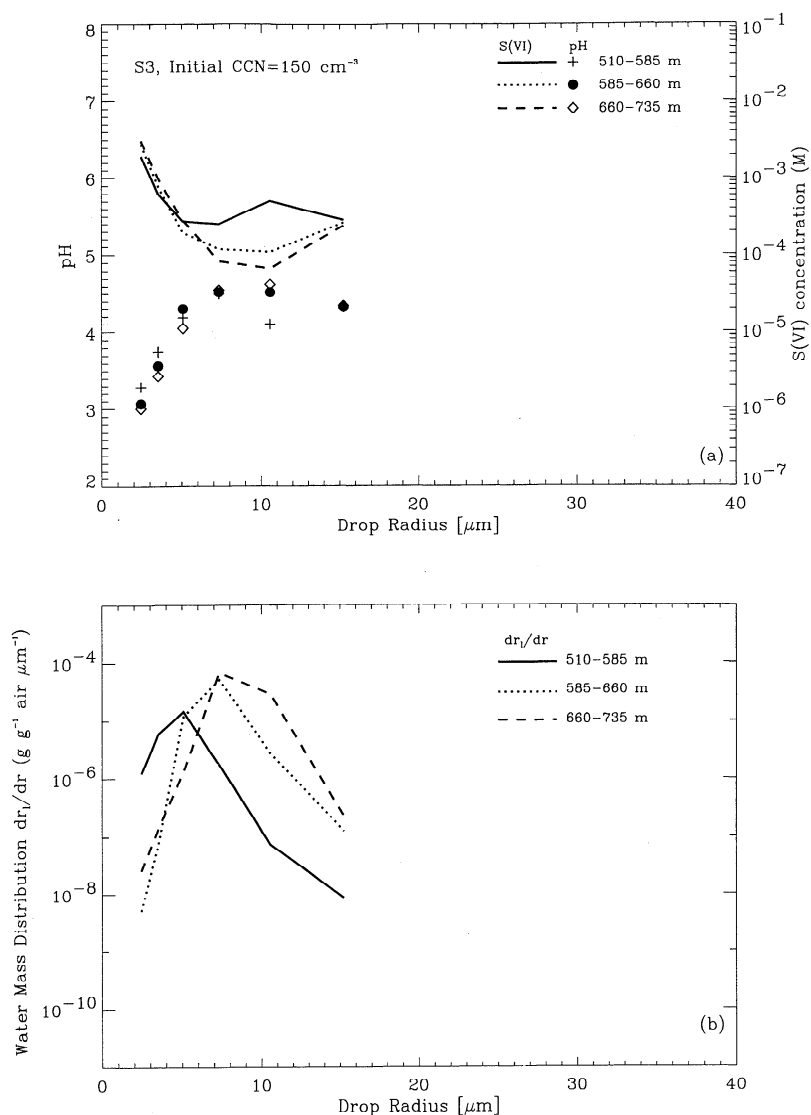 8
7
6
5
4
3
2
pH
S3, Initial CCN=150 cm⁻³
S(VI) pH
510−585 m
585−660 m
660−735 m
10⁻¹
10⁻²
10⁻³
10⁻⁴
10⁻⁵
10⁻⁶
10⁻⁷
S(VI) concentration (M)
(a)
0 10 20 30 40
Drop Radius [μm]
Water Mass Distribution dr₁/dr (g g⁻¹ air μm⁻¹)
10⁻⁴
10⁻⁶
10⁻⁸
10⁻¹⁰
dr₁/dr
510−585 m
585−660 m
660−735 m
(b)
0 10 20 30 40
Drop Radius [μm]